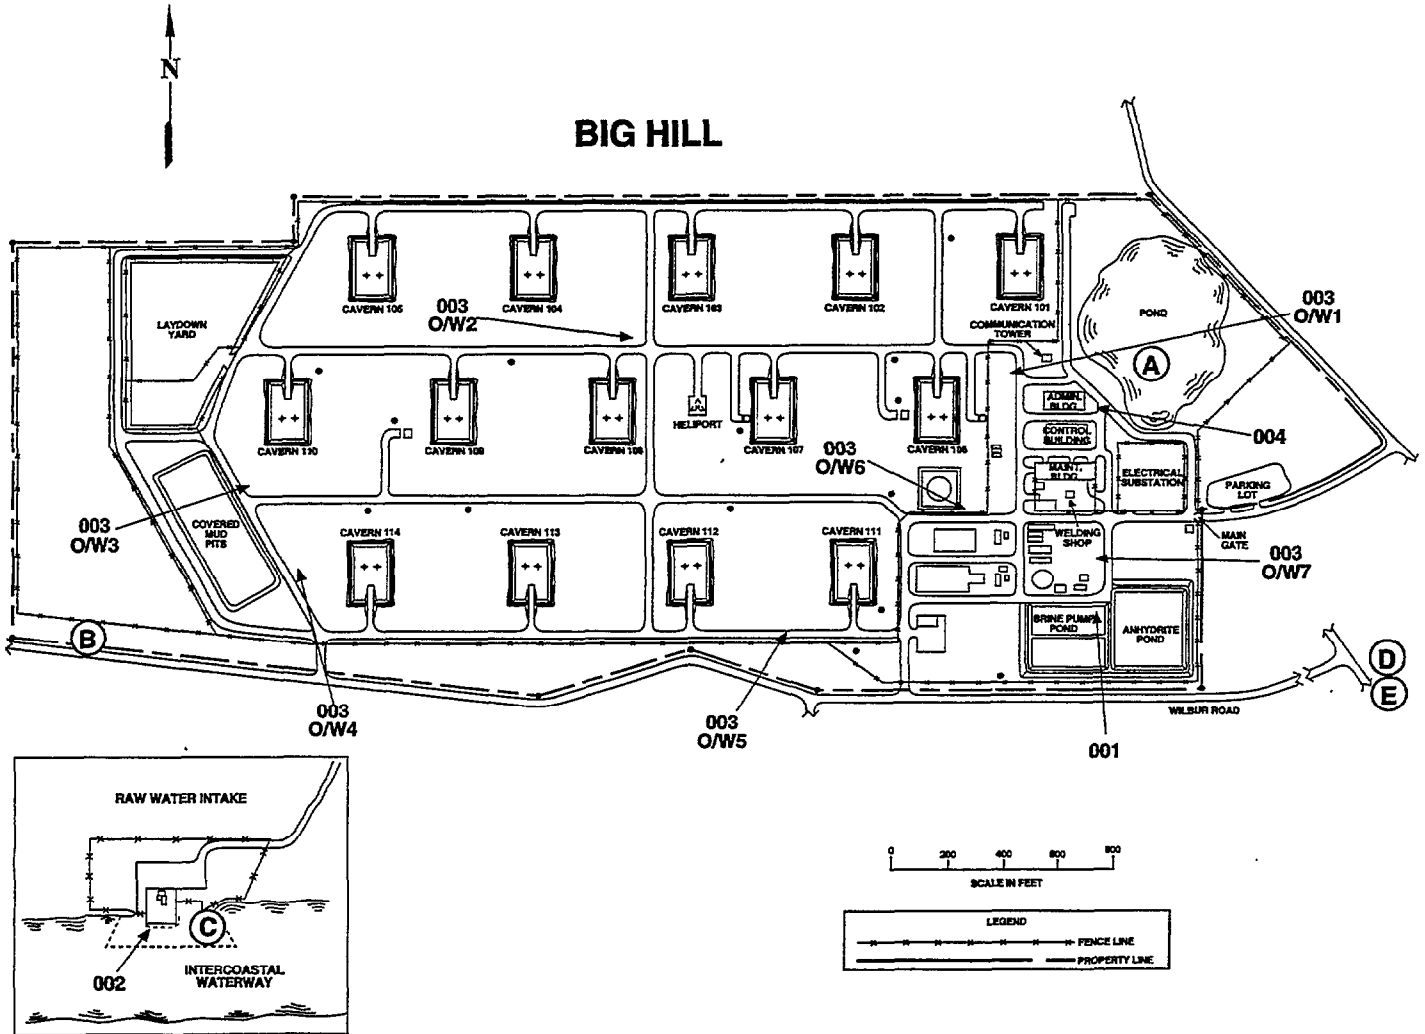 N
BIG HILL
CAVERN 105
CAVERN 104
CAVERN 103
CAVERN 102
CAVERN 101
003
O/W2
003
O/W1
LAYDOWN
YARD
COMMUNICATION
TOWER
POND
A
ADMIN.
BLDG.
HELIPORT
004
CONTROL
BUILDING
CAVERN 110
CAVERN 109
CAVERN 108
CAVERN 107
CAVERN 106
003
O/W6
MAINT.
BLDG.
ELECTRICAL
SUBSTATION
PARKING
LOT
003
O/W3
COVERED
MUD
PITS
CAVERN 114
CAVERN 113
CAVERN 112
CAVERN 111
WELDING
SHOP
MAIN
GATE
003
O/W7
B
BRINE PUMP
POND
ANHYDRITE
POND
D
E
003
O/W4
003
O/W5
WILBUR ROAD
001
RAW WATER INTAKE
C
002
INTERCOASTAL
WATERWAY
0 200 400 600 800
SCALE IN FEET
LEGEND
FENCE LINE
PROPERTY LINE